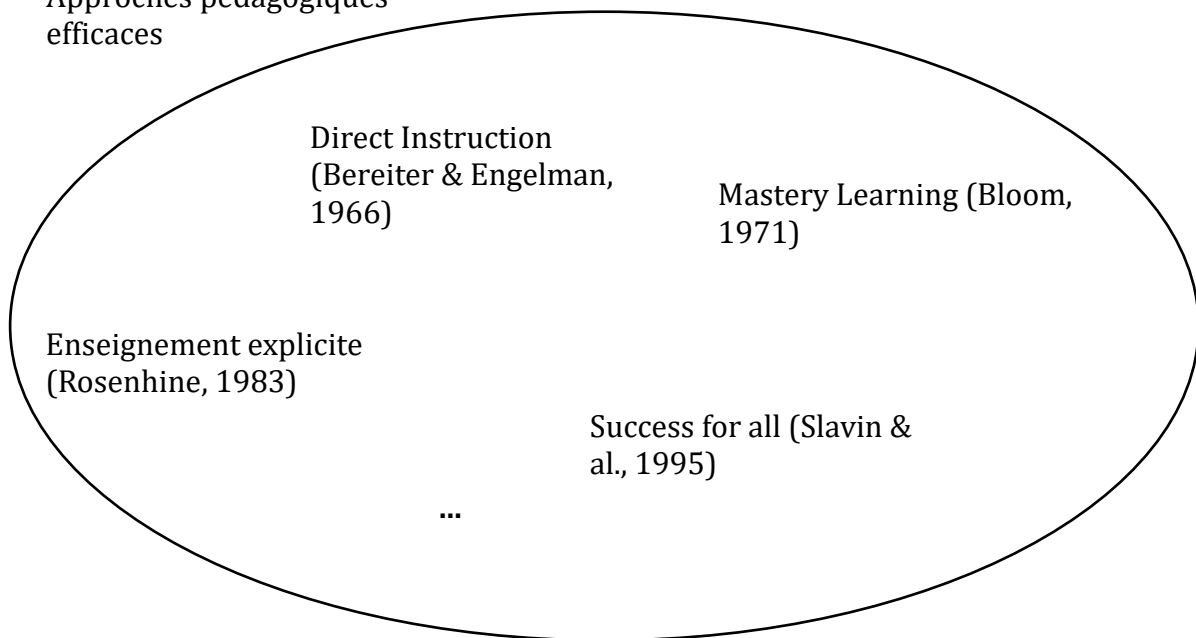 Approches pédagogiques
efficaces
Direct Instruction
(Bereiter & Engelman,
1966)
Mastery Learning (Bloom,
1971)
Enseignement explicite
(Rosenhine, 1983)
Success for all (Slavin &
al., 1995)
...